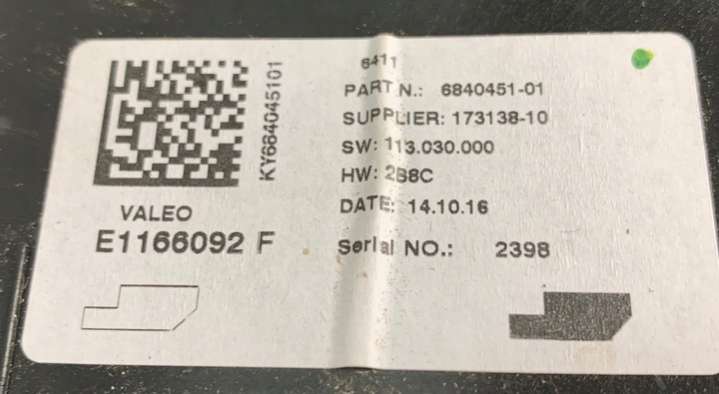 KY684045101
VALEO
E1166092 F
6411
PART N.: 6840451-01
SUPPLIER: 173138-10
SW: 113.030.000
HW: 2B8C
DATE: 14.10.16
Serial NO.: 2398